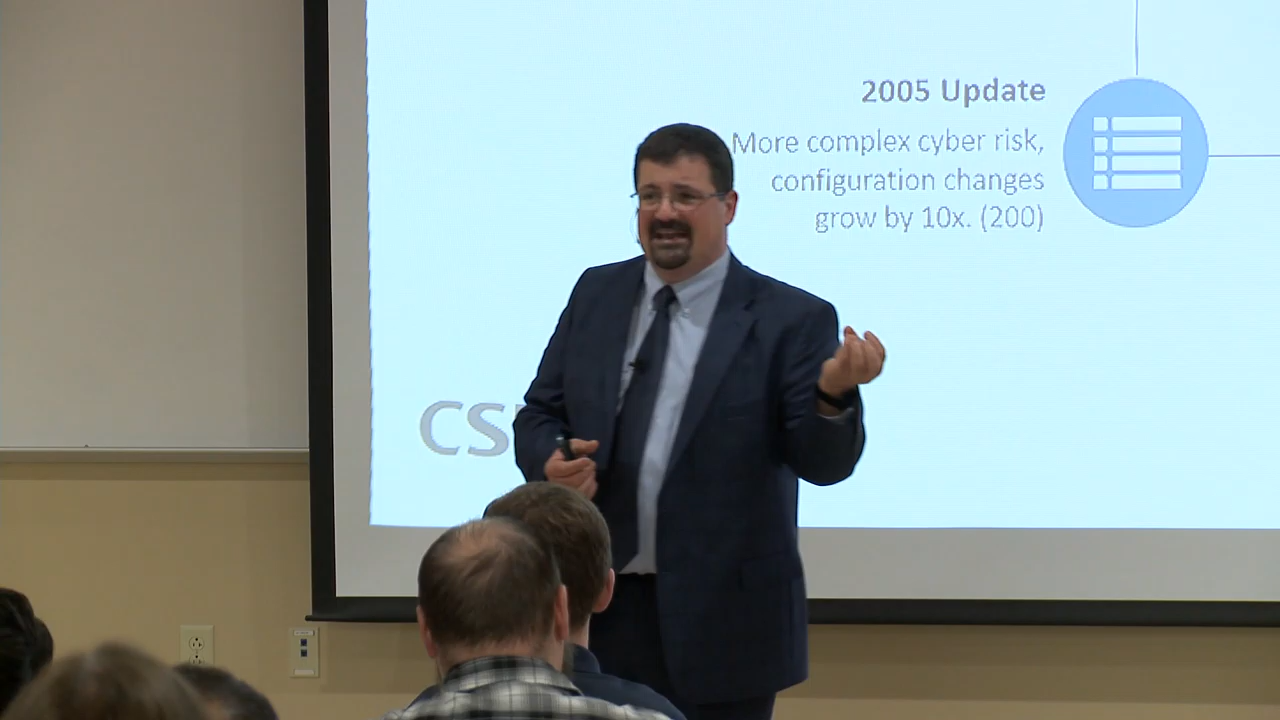 2005 Update
More complex cyber risk,
configuration changes
grow by 10x. (200)